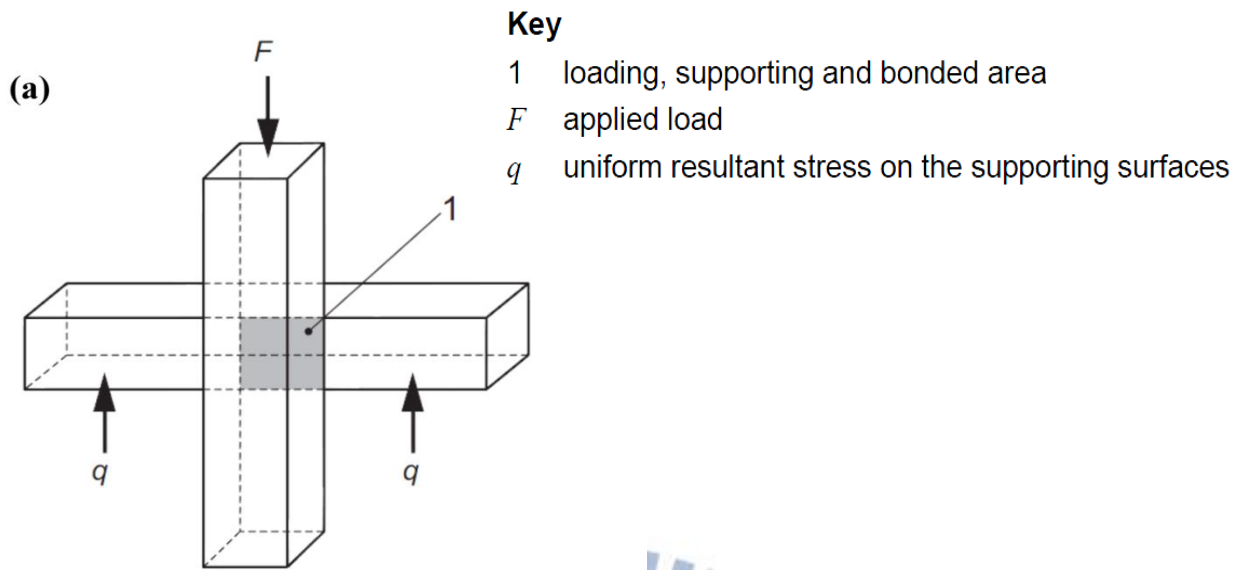 (a)
F
1
q
q
Key
1 loading, supporting and bonded area
F applied load
q uniform resultant stress on the supporting surfaces